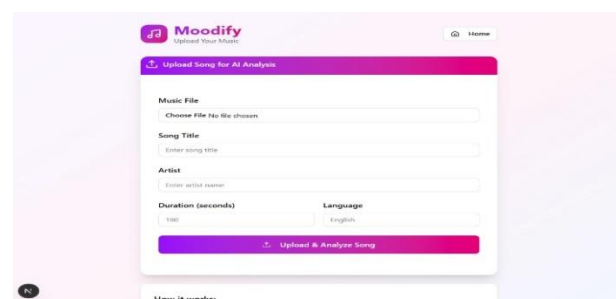 Moodify
Upload Your Music
Home
Upload Song for AI Analysis
Music File
Choose File No file chosen
Song Title
Enter song title
Artist
Enter artist name
Duration (seconds)
Language
180
English
Upload & Analyze Song
N
How it works: